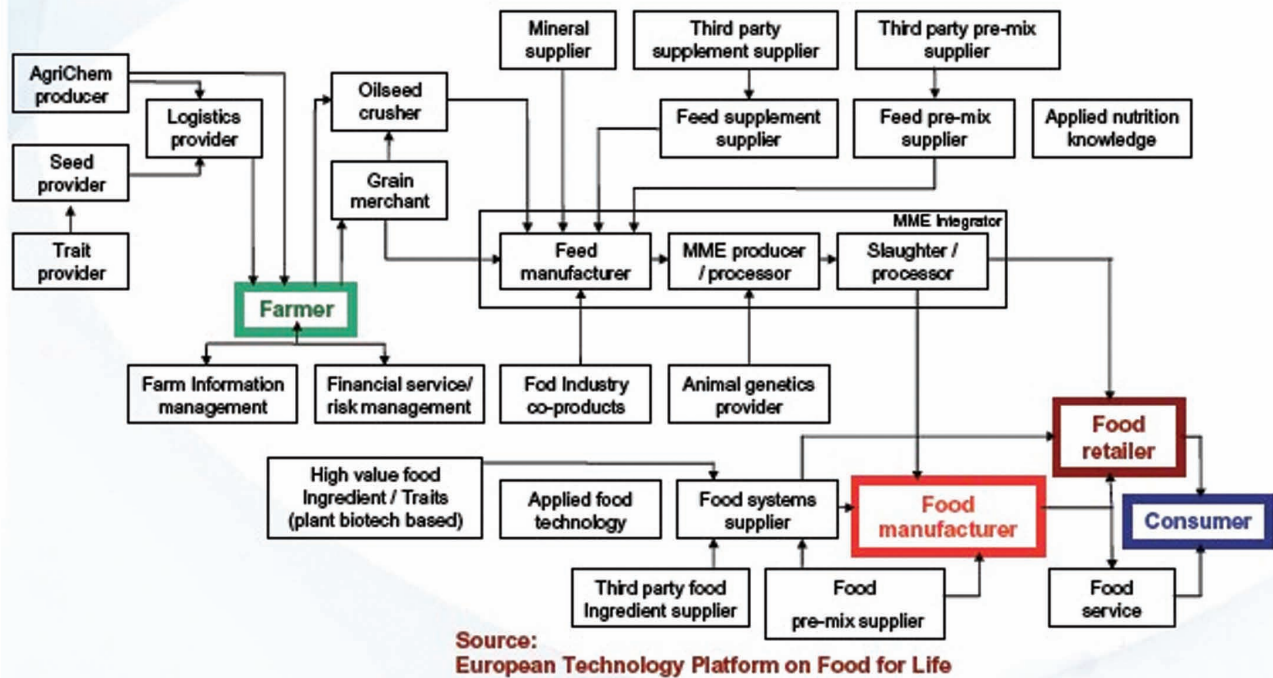 Mineral
supplier
Third party
supplement supplier
Third party pre-mix
supplier
AgriChem
producer
Oilseed
crusher
Logistics
provider
Feed supplement
supplier
Feed pre-mix
supplier
Applied nutrition
knowledge
Seed
provider
Grain
merchant
MME Integrator
Trait
provider
Feed
manufacturer
MME producer
/ processor
Slaughter /
processor
Farmer
Farm Information
management
Financial service/
risk management
Fod Industry
co-products
Animal genetics
provider
Food
retailer
High value food
Ingredient / Traits
(plant biotech based)
Applied food
technology
Food systems
supplier
Food
manufacturer
Consumer
Third party food
Ingredient supplier
Food
pre-mix supplier
Food
service
Source:
European Technology Platform on Food for Life